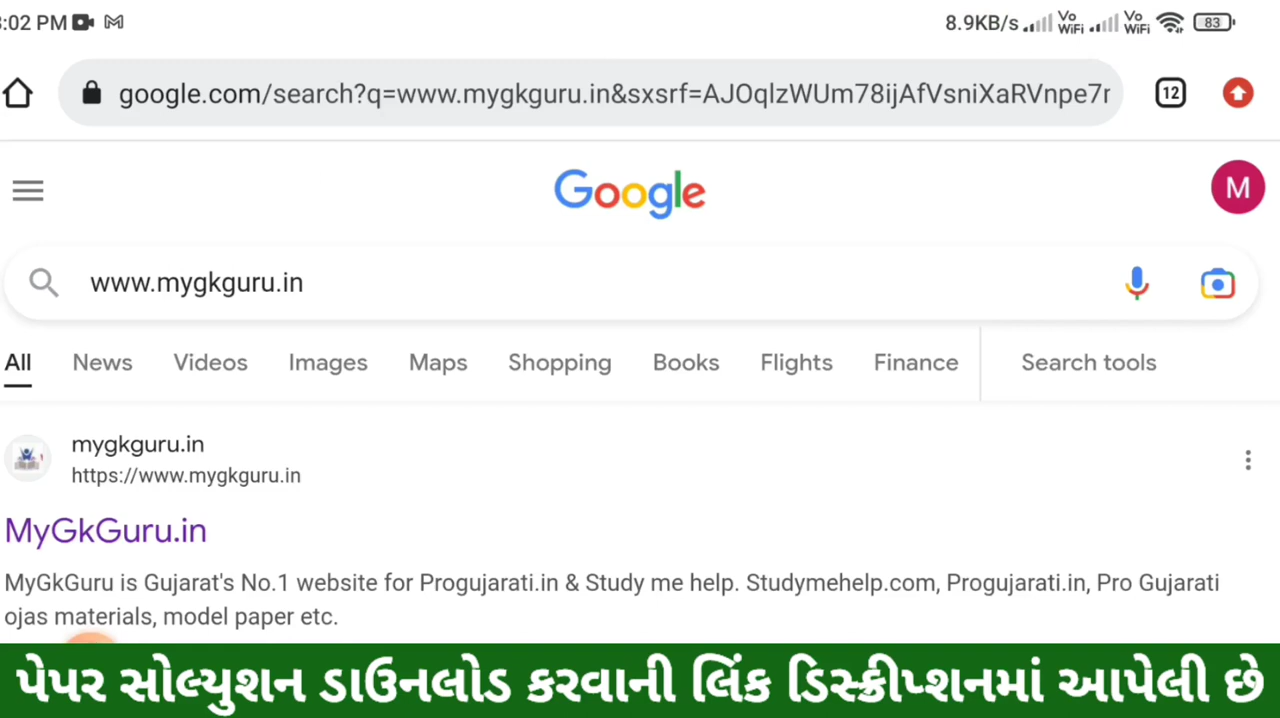 :02 PM
8.9KB/s Vo WiFi Vo WiFi 83
google.com/search?q=www.mygkguru.in&sxsrf=AJOqlzWUm78ijAfVsniXaRVnpe7r
12
Google
M
www.mygkguru.in
All News Videos Images Maps Shopping Books Flights Finance Search tools
mygkguru.in
https://www.mygkguru.in
MyGkGuru.in
MyGkGuru is Gujarat's No.1 website for Progujarati.in & Study me help. Studymehelp.com, Progujarati.in, Pro Gujarati
ojas materials, model paper etc.
પેપર સોલ્યુશન ડાઉનલોડ કરવાની લિંક ડિસ્ક્રીપ્શનમાં આપેલી છે